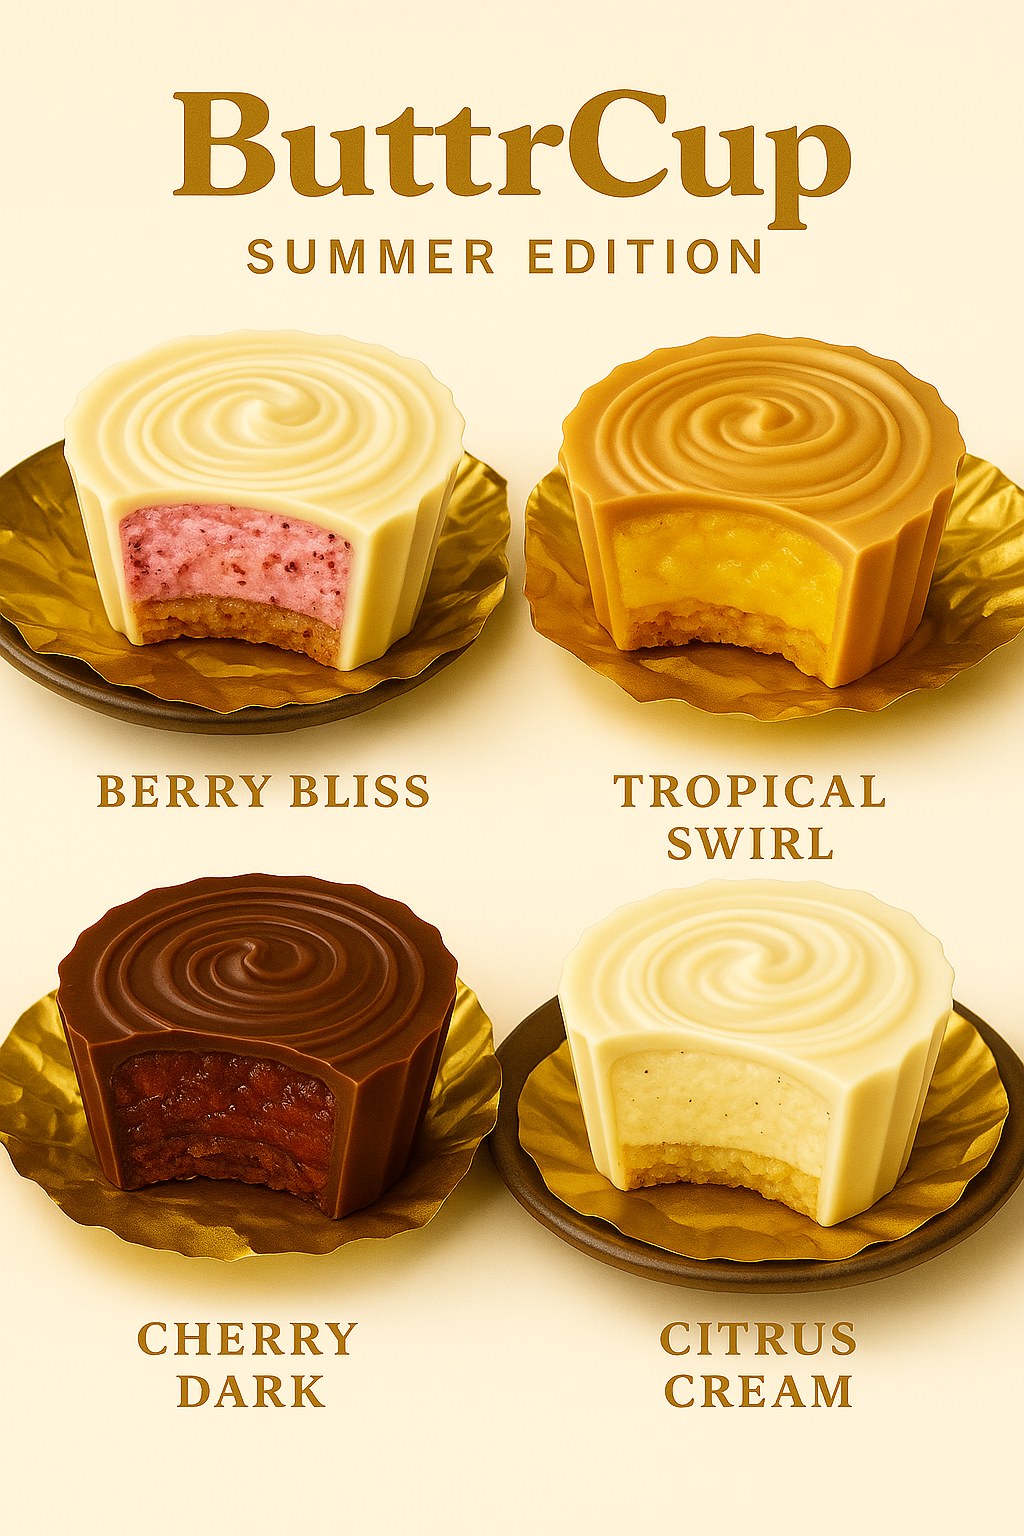 ButtrCup
SUMMER EDITION
BERRY BLISS
TROPICAL
SWIRL
CHERRY
DARK
CITRUS
CREAM